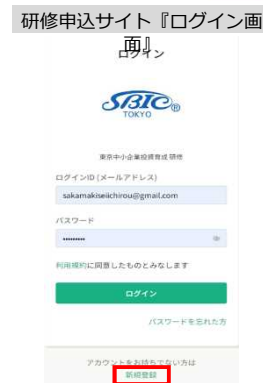 研修申込サイト『ログイン画面』
ログイン
SBIC®
TOKYO
東京中小企業投資育成 研修
ログインID (メールアドレス)
sakamakiseiichirou@gmail.com
パスワード
•••••••••
利用規約に同意したものとみなします
ログイン
パスワードを忘れた方
アカウントをお持ちでない方は
新規登録